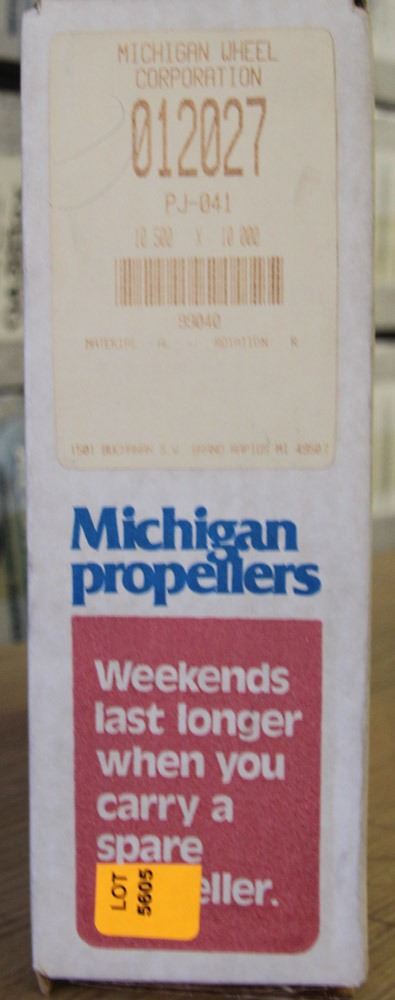 MICHIGAN WHEEL
CORPORATION
012027
PJ-041
10.500 X 10.000
99040
MATERIAL AL - ROTATION R
1501 BUCHANAN S.W. GRAND RAPIDS MI 49507
Michigan
propellers
Weekends
last longer
when you
carry a
spare
eller.
LOT
5605